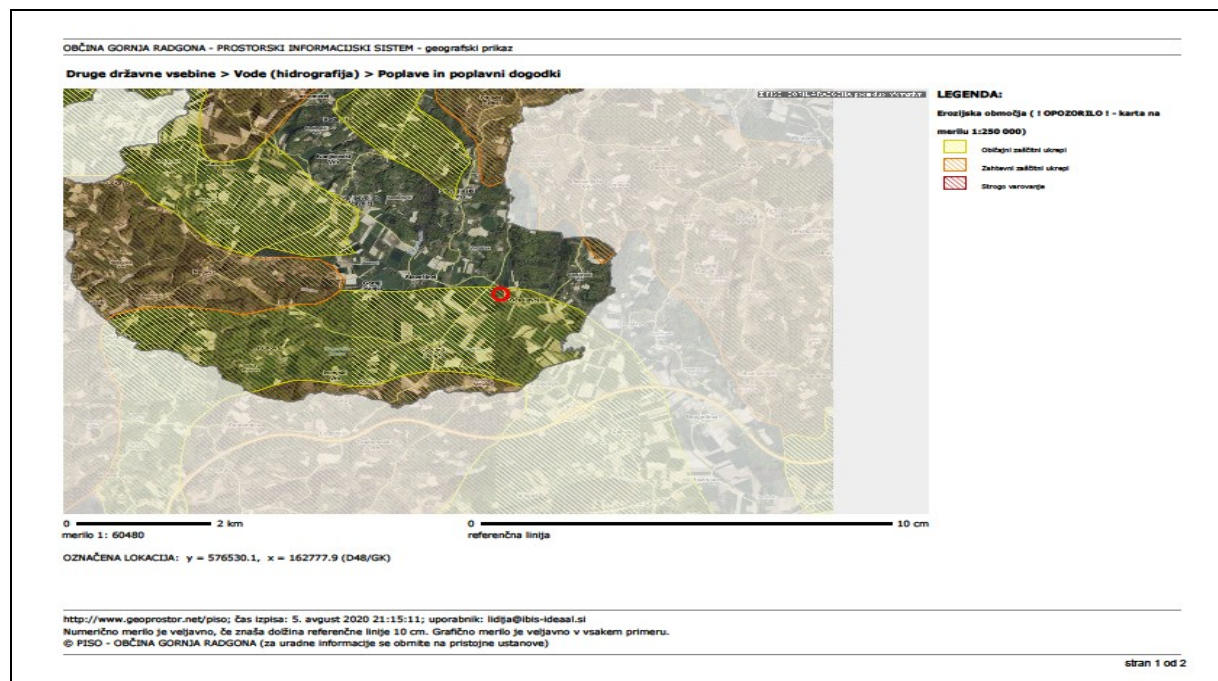 OBČINA GORNJA RADGONA - PROSTORSKI INFORMACIJSKI SISTEM - geografski prikaz
Druge državne vsebine > Vode (hidrografija) > Poplave in poplavni dogodki
LEGENDA:
Erozijska območja ( ! OPOZORILO ! - karta na
merilu 1:250 000)
Običajni zaščitni ukrepi
Zahtevni zaščitni ukrepi
Strogo varovanje
0 2 km
merilo 1: 60480
0 10 cm
referenčna linija
OZNAČENA LOKACIJA: y = 576530.1, x = 162777.9 (D48/GK)
http://www.geoprostor.net/piso; čas izpisa: 5. avgust 2020 21:15:11; uporabnik: lidija@ibis-ideaal.si
Numerično merilo je veljavno, če znaša dolžina referenčne linije 10 cm. Grafično merilo je veljavno v vsakem primeru.
© PISO - OBČINA GORNJA RADGONA (za uradne informacije se obrnite na pristojne ustanove)
stran 1 od 2